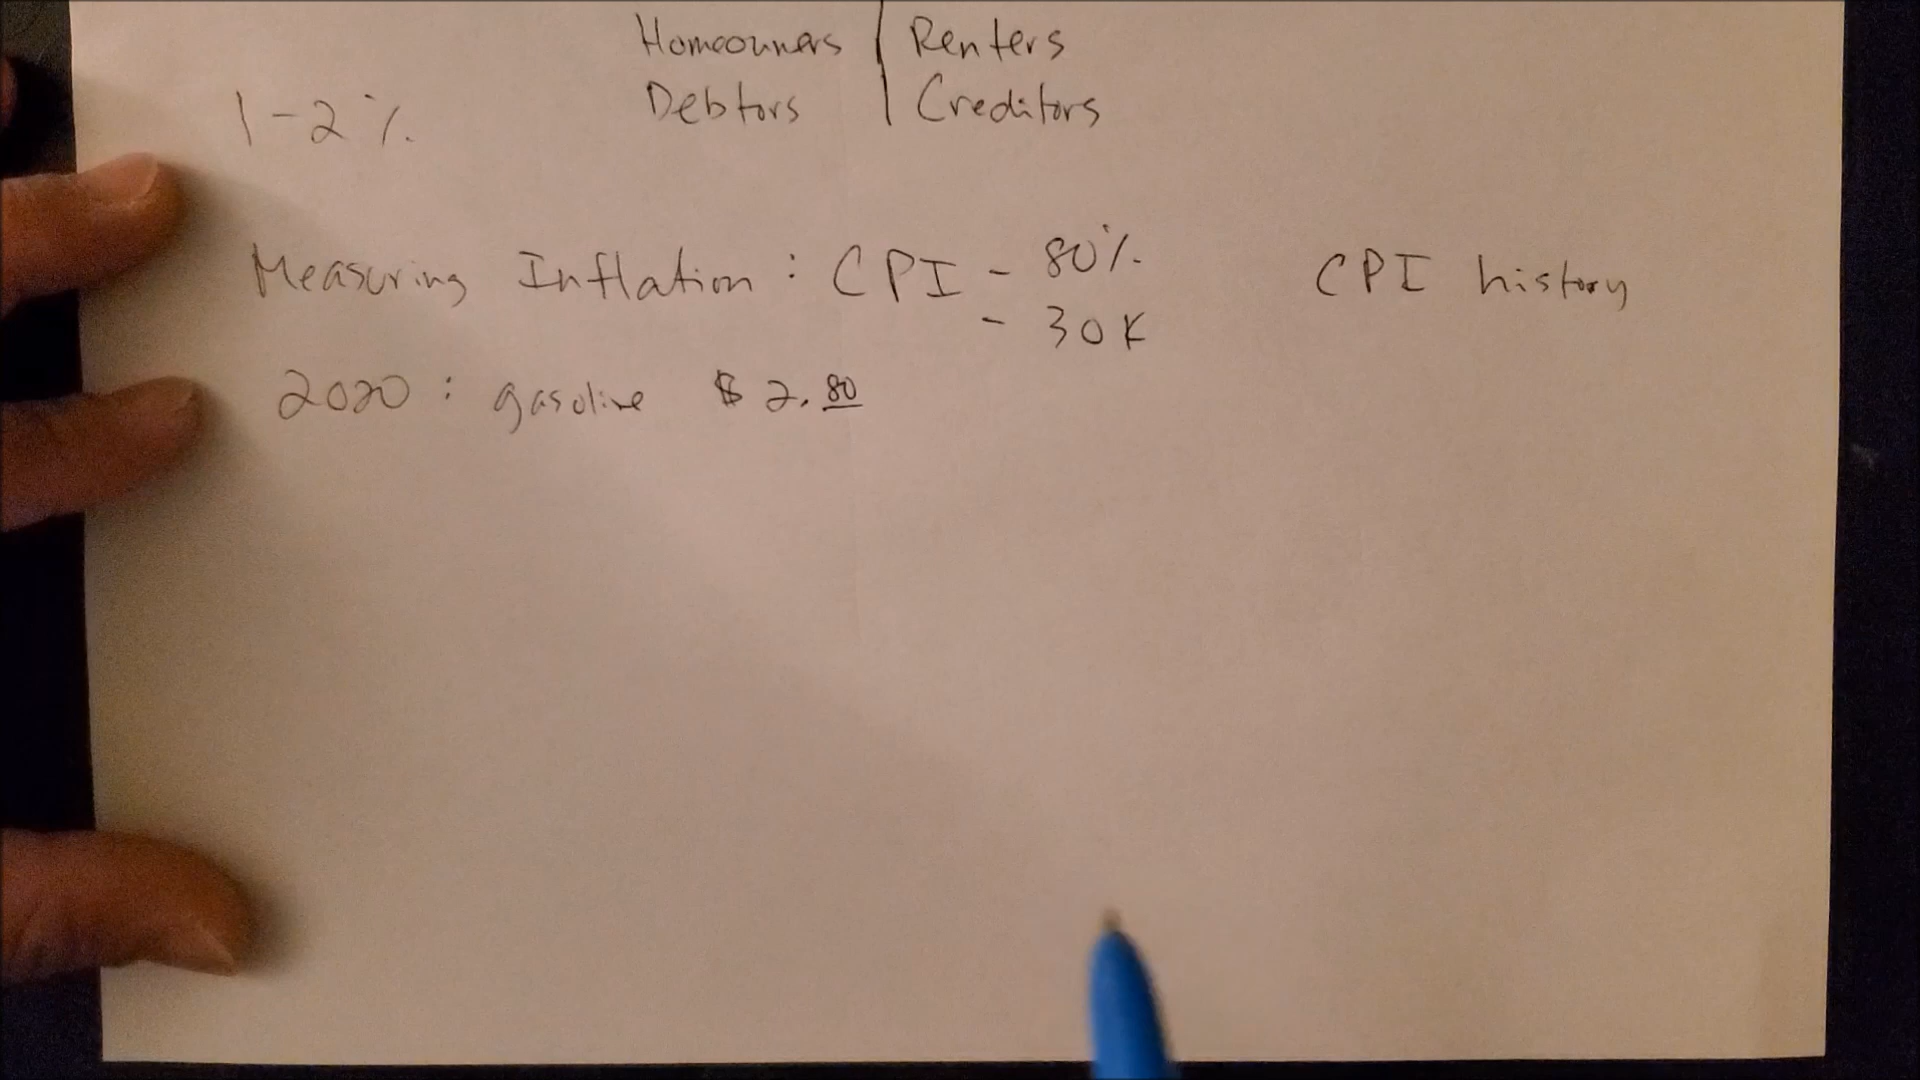 Homeowners | Renters
Debtors | Creditors
1-2%
Measuring Inflation : CPI - 80%
- 30K
CPI history
2020 : gasoline $2.80